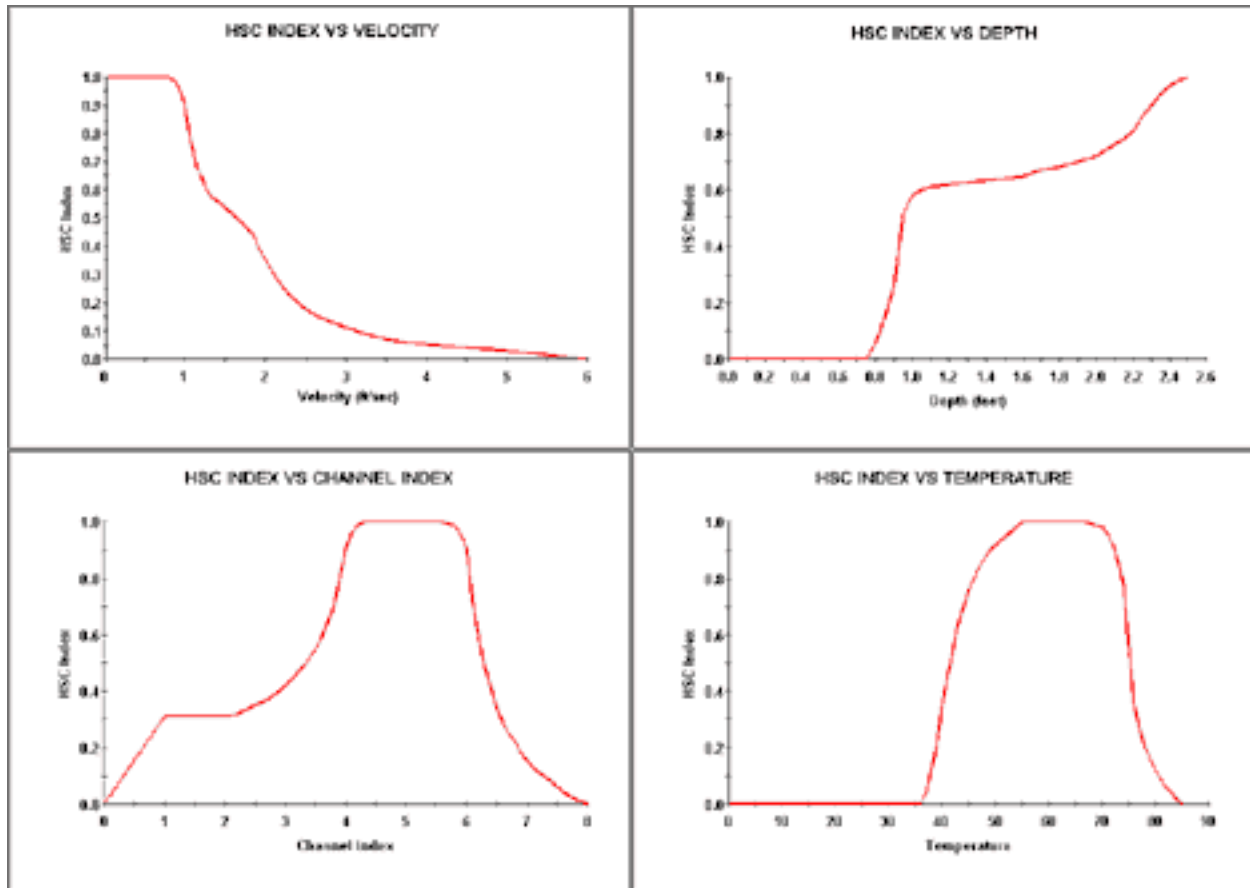 HSC INDEX VS VELOCITY
1.0
0.9
0.8
0.7
0.6
0.5
0.4
0.3
0.2
0.1
0.0
HSC Index
0 1 2 3 4 5 6
Velocity (ft/sec)
HSC INDEX VS DEPTH
1.0
0.8
0.6
0.4
0.2
0.0
HSC Index
0.0 0.2 0.4 0.6 0.8 1.0 1.2 1.4 1.6 1.8 2.0 2.2 2.4 2.6
Depth (feet)
HSC INDEX VS CHANNEL INDEX
1.0
0.8
0.6
0.4
0.2
0.0
HSC Index
0 1 2 3 4 5 6 7 8
Channel Index
HSC INDEX VS TEMPERATURE
1.0
0.8
0.6
0.4
0.2
0.0
HSC Index
0 10 20 30 40 50 60 70 80
Temperature